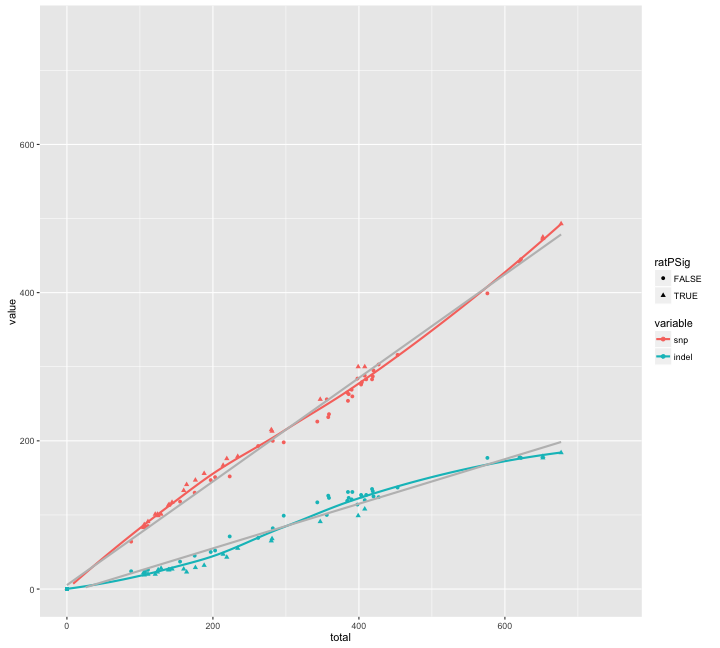 600
400
200
0
value
0
200
400
600
total
ratPSig
FALSE
TRUE
variable
snp
indel